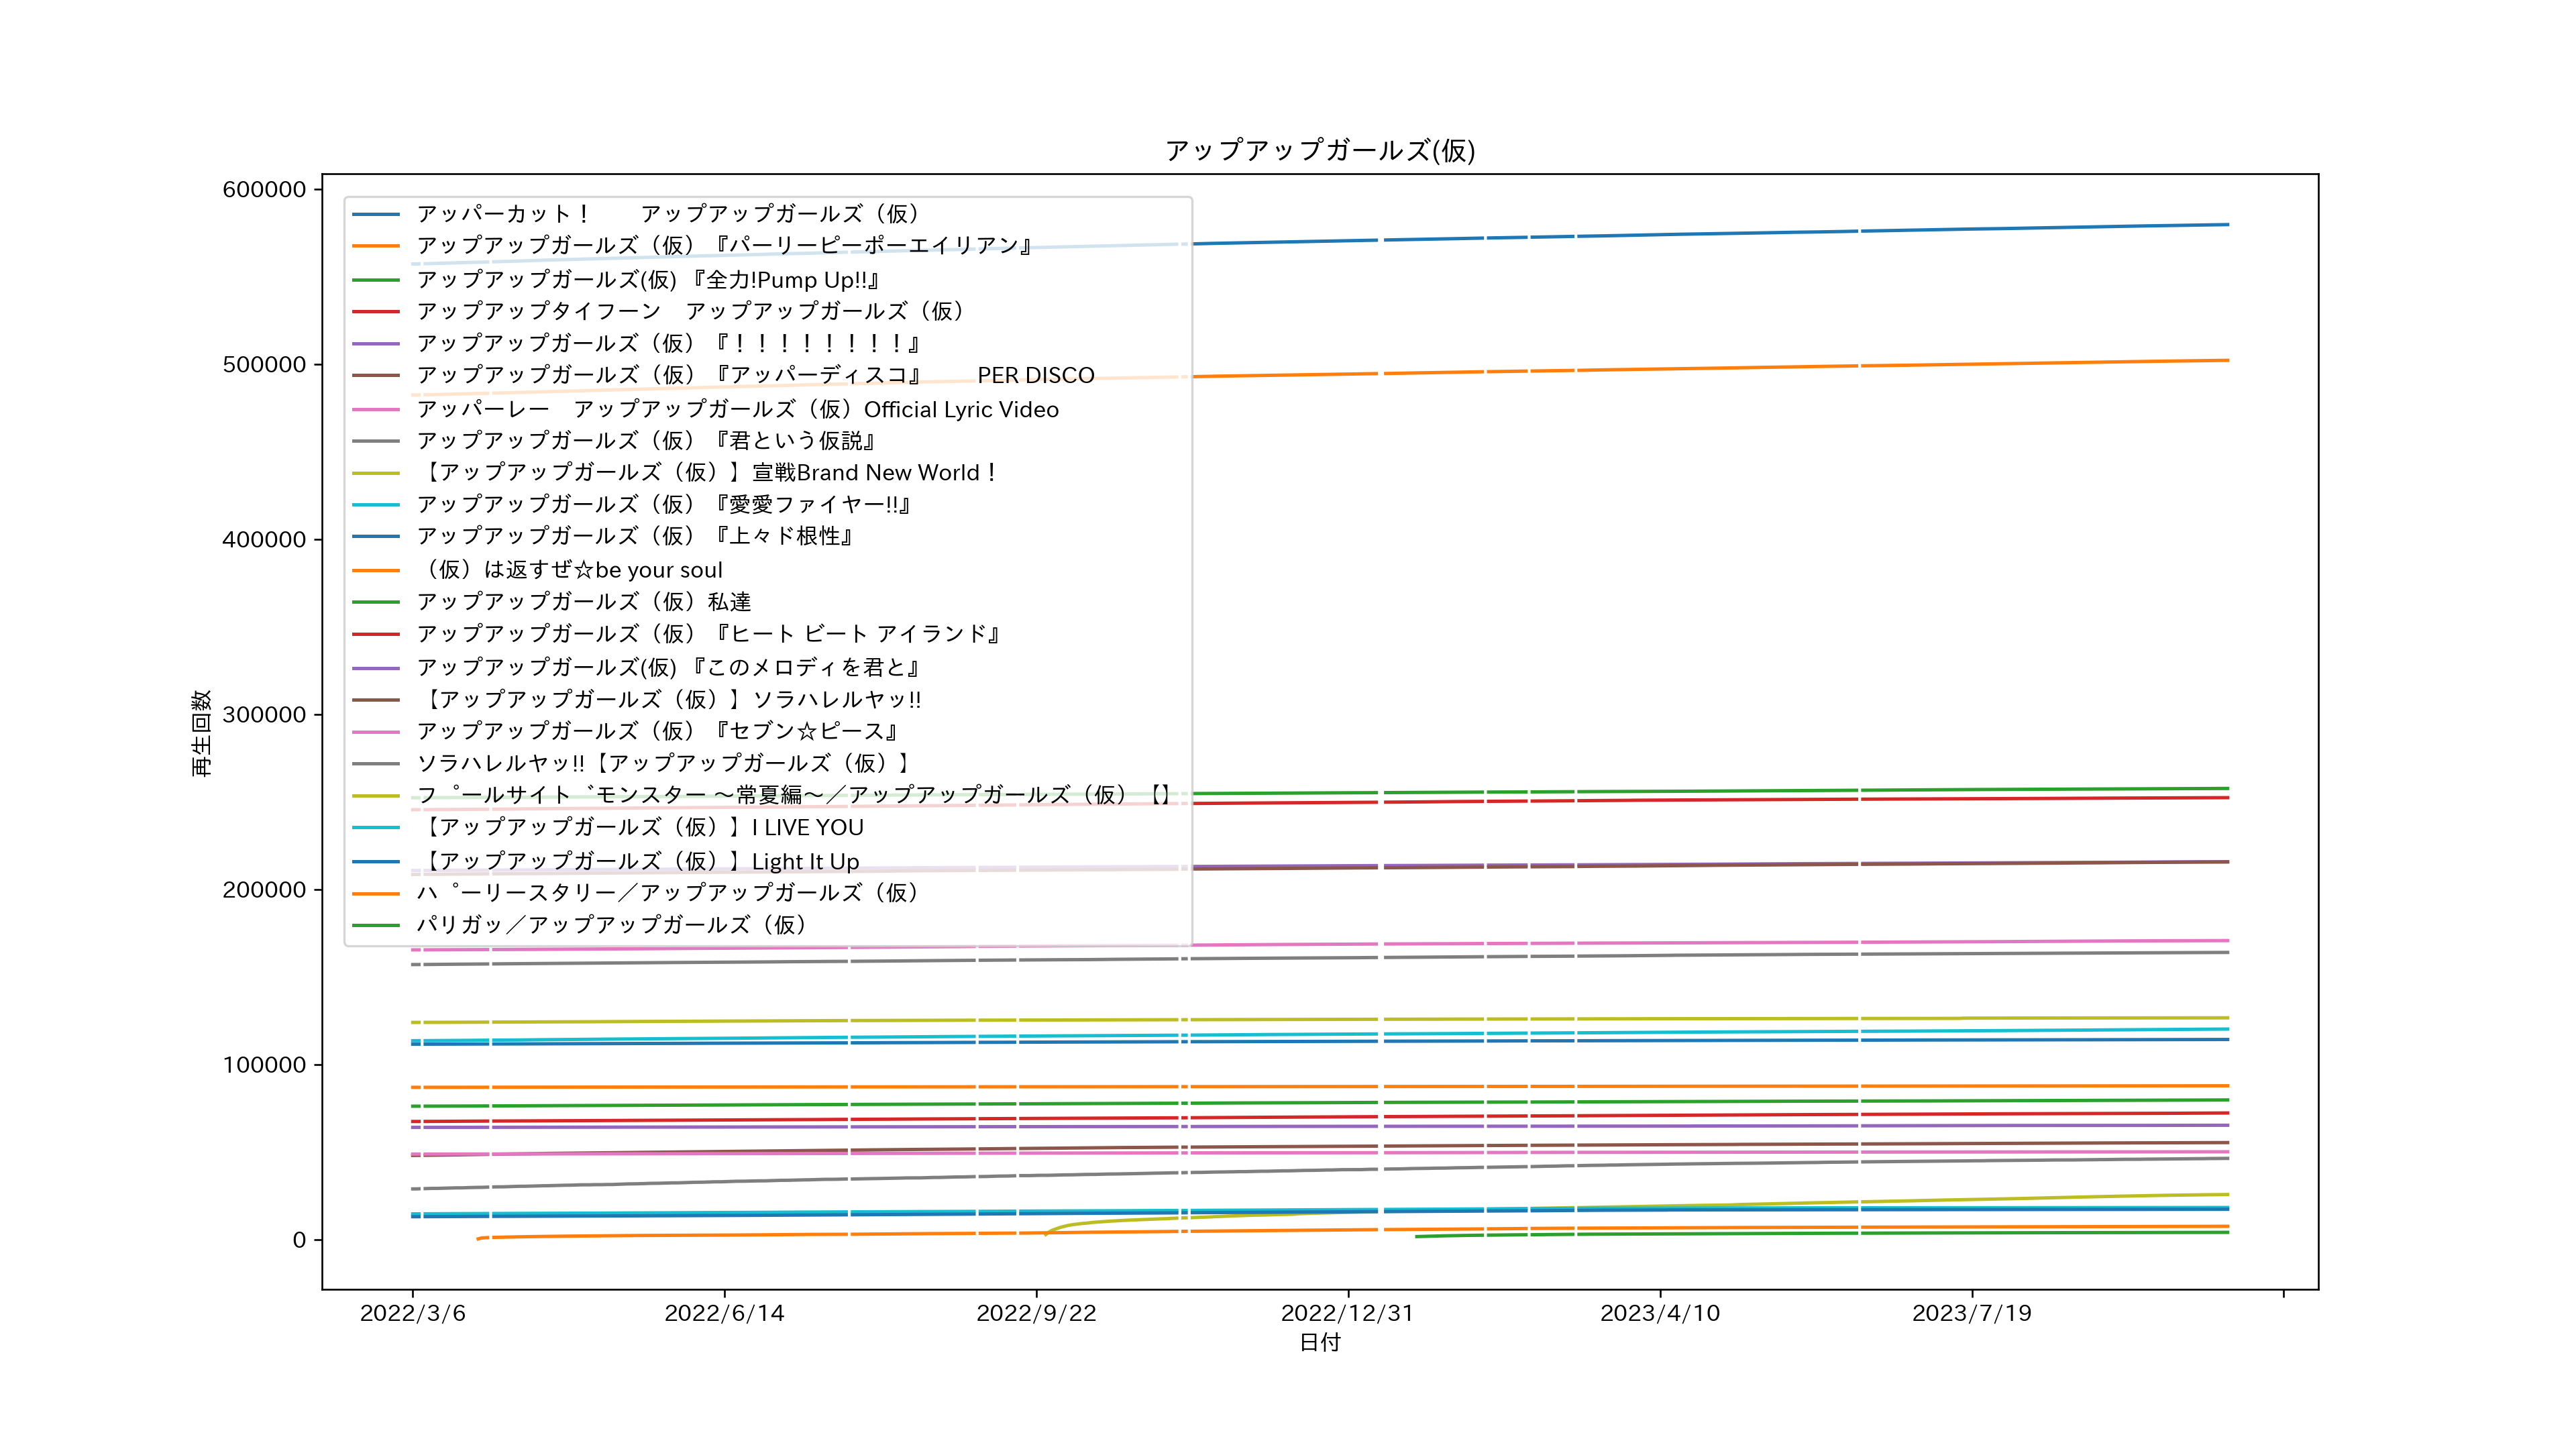 アップアップガールズ(仮)
600000
500000
400000
300000
200000
100000
0
再生回数
アッパーカット！　　アップアップガールズ（仮）
アップアップガールズ（仮）『パーリーピーポーエイリアン』
アップアップガールズ(仮) 『全力!Pump Up!!』
アップアップタイフーン　アップアップガールズ（仮）
アップアップガールズ（仮）『！！！！！！！！』
アップアップガールズ（仮）『アッパーディスコ』　　PER DISCO
アッパーレー　アップアップガールズ（仮）Official Lyric Video
アップアップガールズ（仮）『君という仮説』
【アップアップガールズ（仮）】宣戦Brand New World！
アップアップガールズ（仮）『愛愛ファイヤー!!』
アップアップガールズ（仮）『上々ド根性』
（仮）は返すぜ☆be your soul
アップアップガールズ（仮）私達
アップアップガールズ（仮）『ヒート ビート アイランド』
アップアップガールズ(仮) 『このメロディを君と』
【アップアップガールズ（仮）】ソラハレルヤッ!!
アップアップガールズ（仮）『セブン☆ピース』
ソラハレルヤッ!!【アップアップガールズ（仮）】
フ゜ールサイト゛モンスター ～常夏編～／アップアップガールズ（仮）【】
【アップアップガールズ（仮）】I LIVE YOU
【アップアップガールズ（仮）】Light It Up
ハ゜ーリースタリー／アップアップガールズ（仮）
パリガッ／アップアップガールズ（仮）
2022/3/6
2022/6/14
2022/9/22
2022/12/31
2023/4/10
2023/7/19
日付